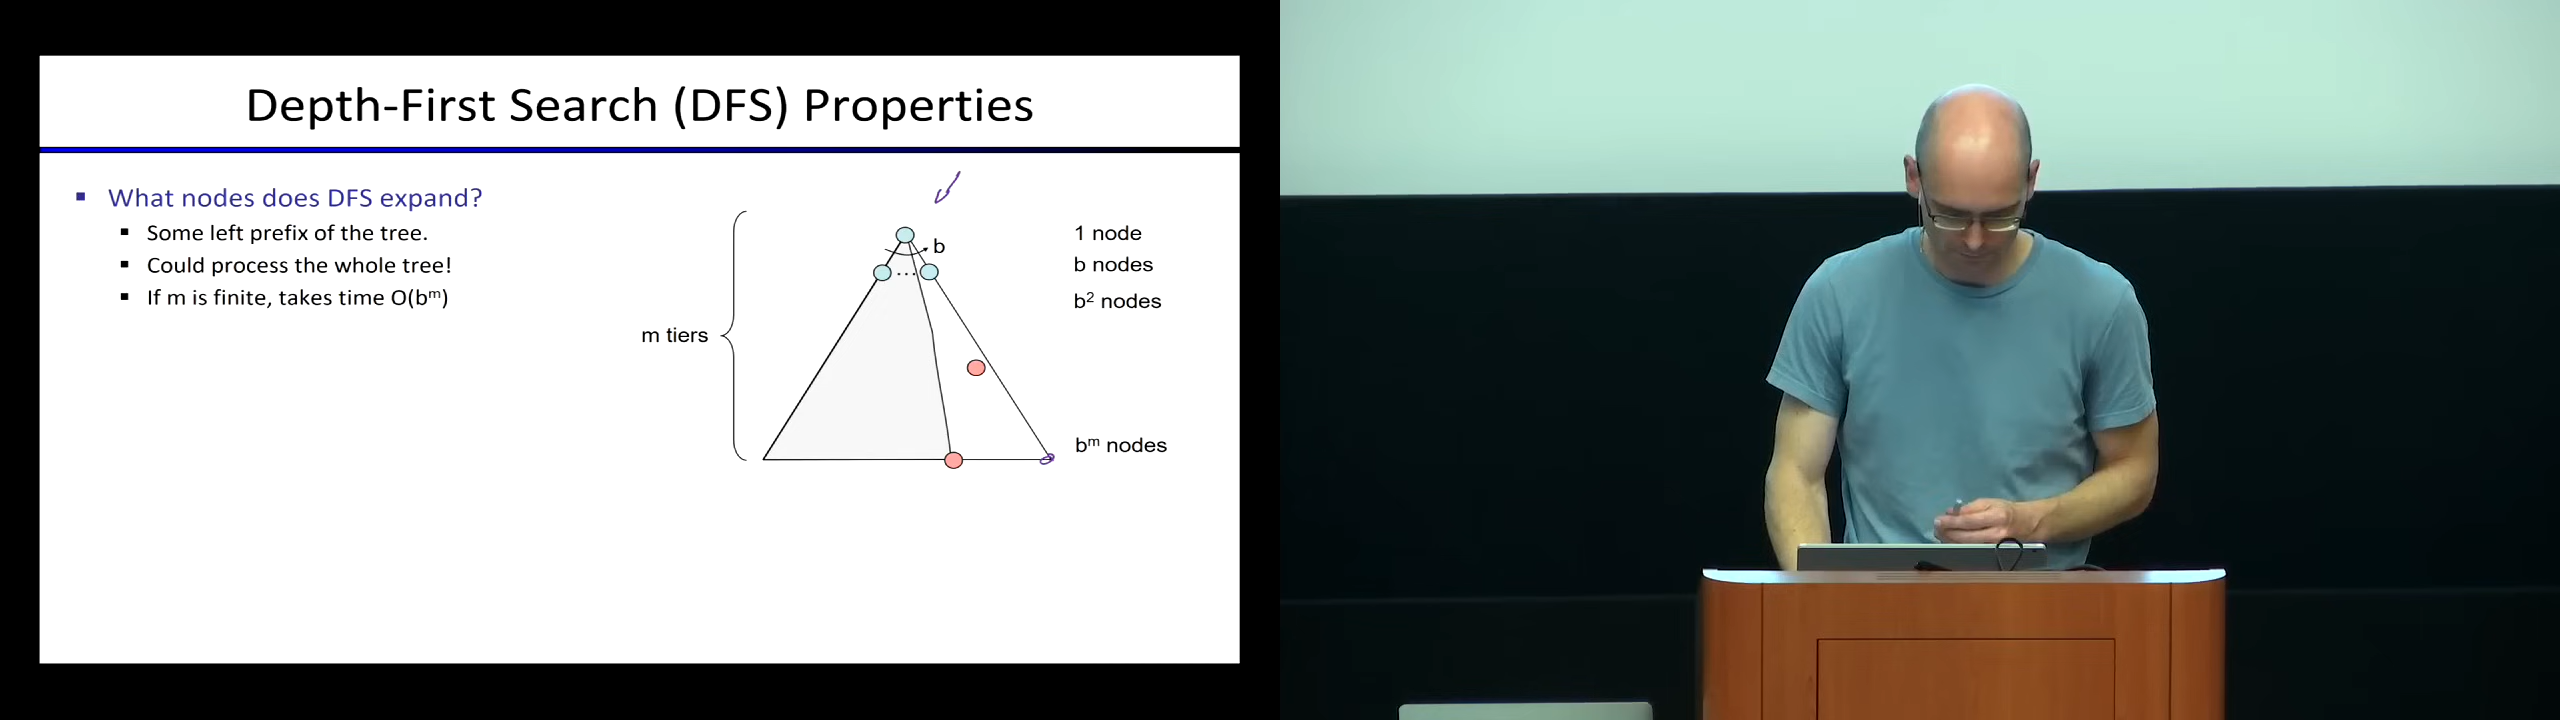 Depth-First Search (DFS) Properties
▪ What nodes does DFS expand?
▪ Some left prefix of the tree.
▪ Could process the whole tree!
▪ If m is finite, takes time O(bᵐ)
m tiers
b
...
1 node
b nodes
b² nodes
bᵐ nodes